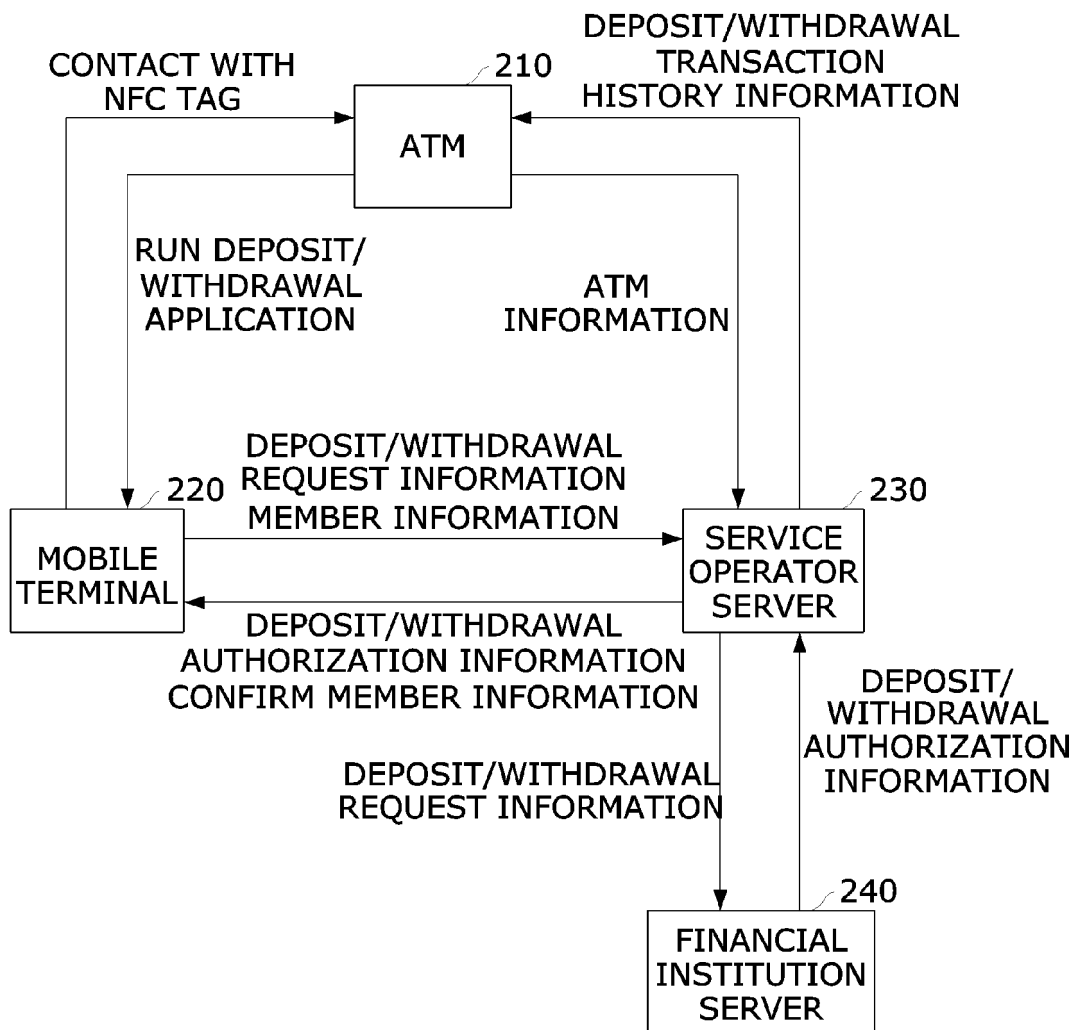 CONTACT WITH
NFC TAG
210
ATM
DEPOSIT/WITHDRAWAL
TRANSACTION
HISTORY INFORMATION
RUN DEPOSIT/
WITHDRAWAL
APPLICATION
ATM
INFORMATION
DEPOSIT/WITHDRAWAL
REQUEST INFORMATION
MEMBER INFORMATION
220
MOBILE
TERMINAL
230
SERVICE
OPERATOR
SERVER
DEPOSIT/WITHDRAWAL
AUTHORIZATION INFORMATION
CONFIRM MEMBER INFORMATION
DEPOSIT/
WITHDRAWAL
AUTHORIZATION
INFORMATION
DEPOSIT/WITHDRAWAL
REQUEST INFORMATION
240
FINANCIAL
INSTITUTION
SERVER